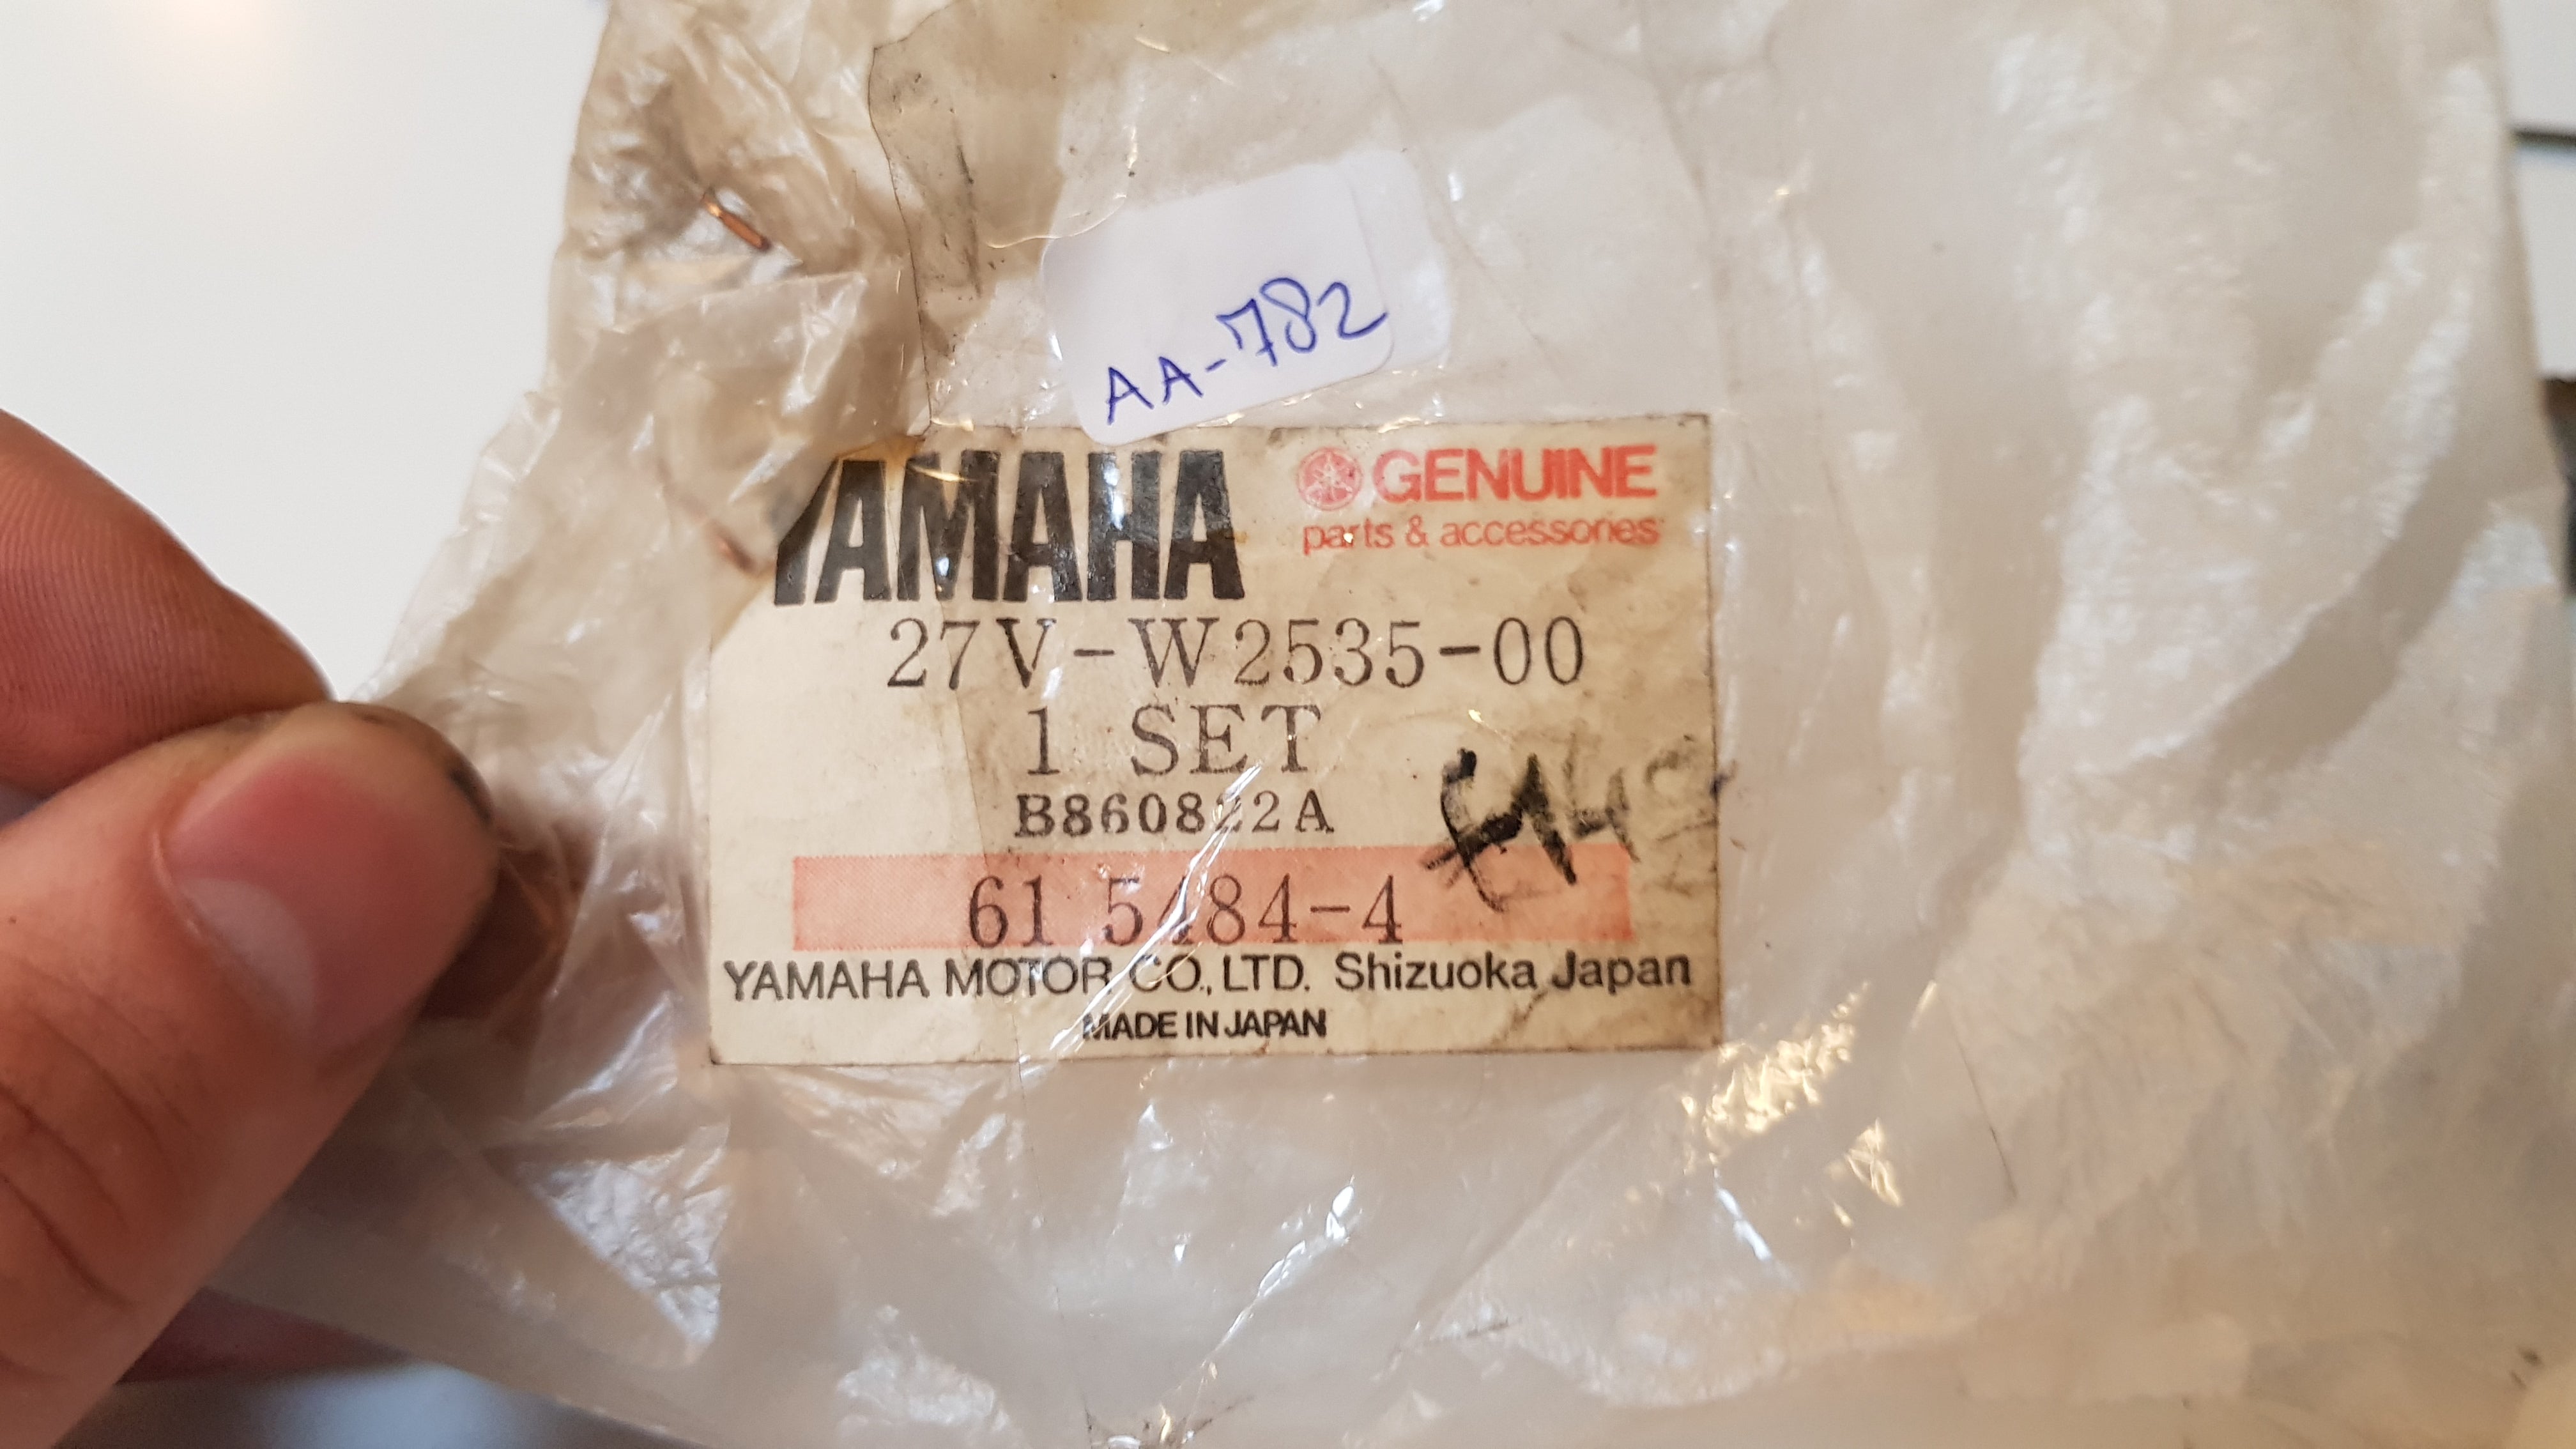 AA-782
YAMAHA
GENUINE
parts & accessories
27V-W2535-00
1 SET
B860822A
61 5484-4
YAMAHA MOTOR CO., LTD. Shizuoka Japan
MADE IN JAPAN